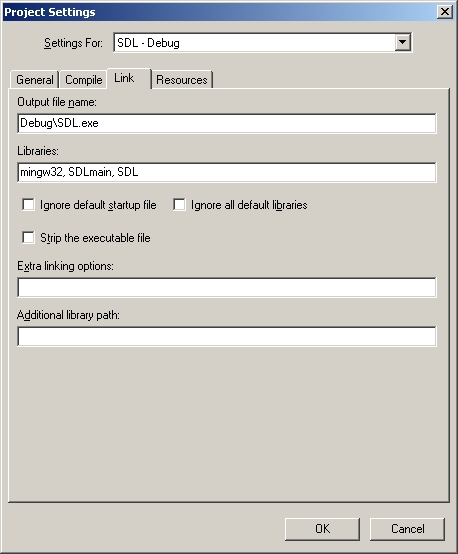 Project Settings
Settings For: SDL - Debug
General Compile Link Resources
Output file name:
Debug\SDL.exe
Libraries:
mingw32, SDLmain, SDL
Ignore default startup file Ignore all default libraries
Strip the executable file
Extra linking options:
Additional library path:
OK Cancel